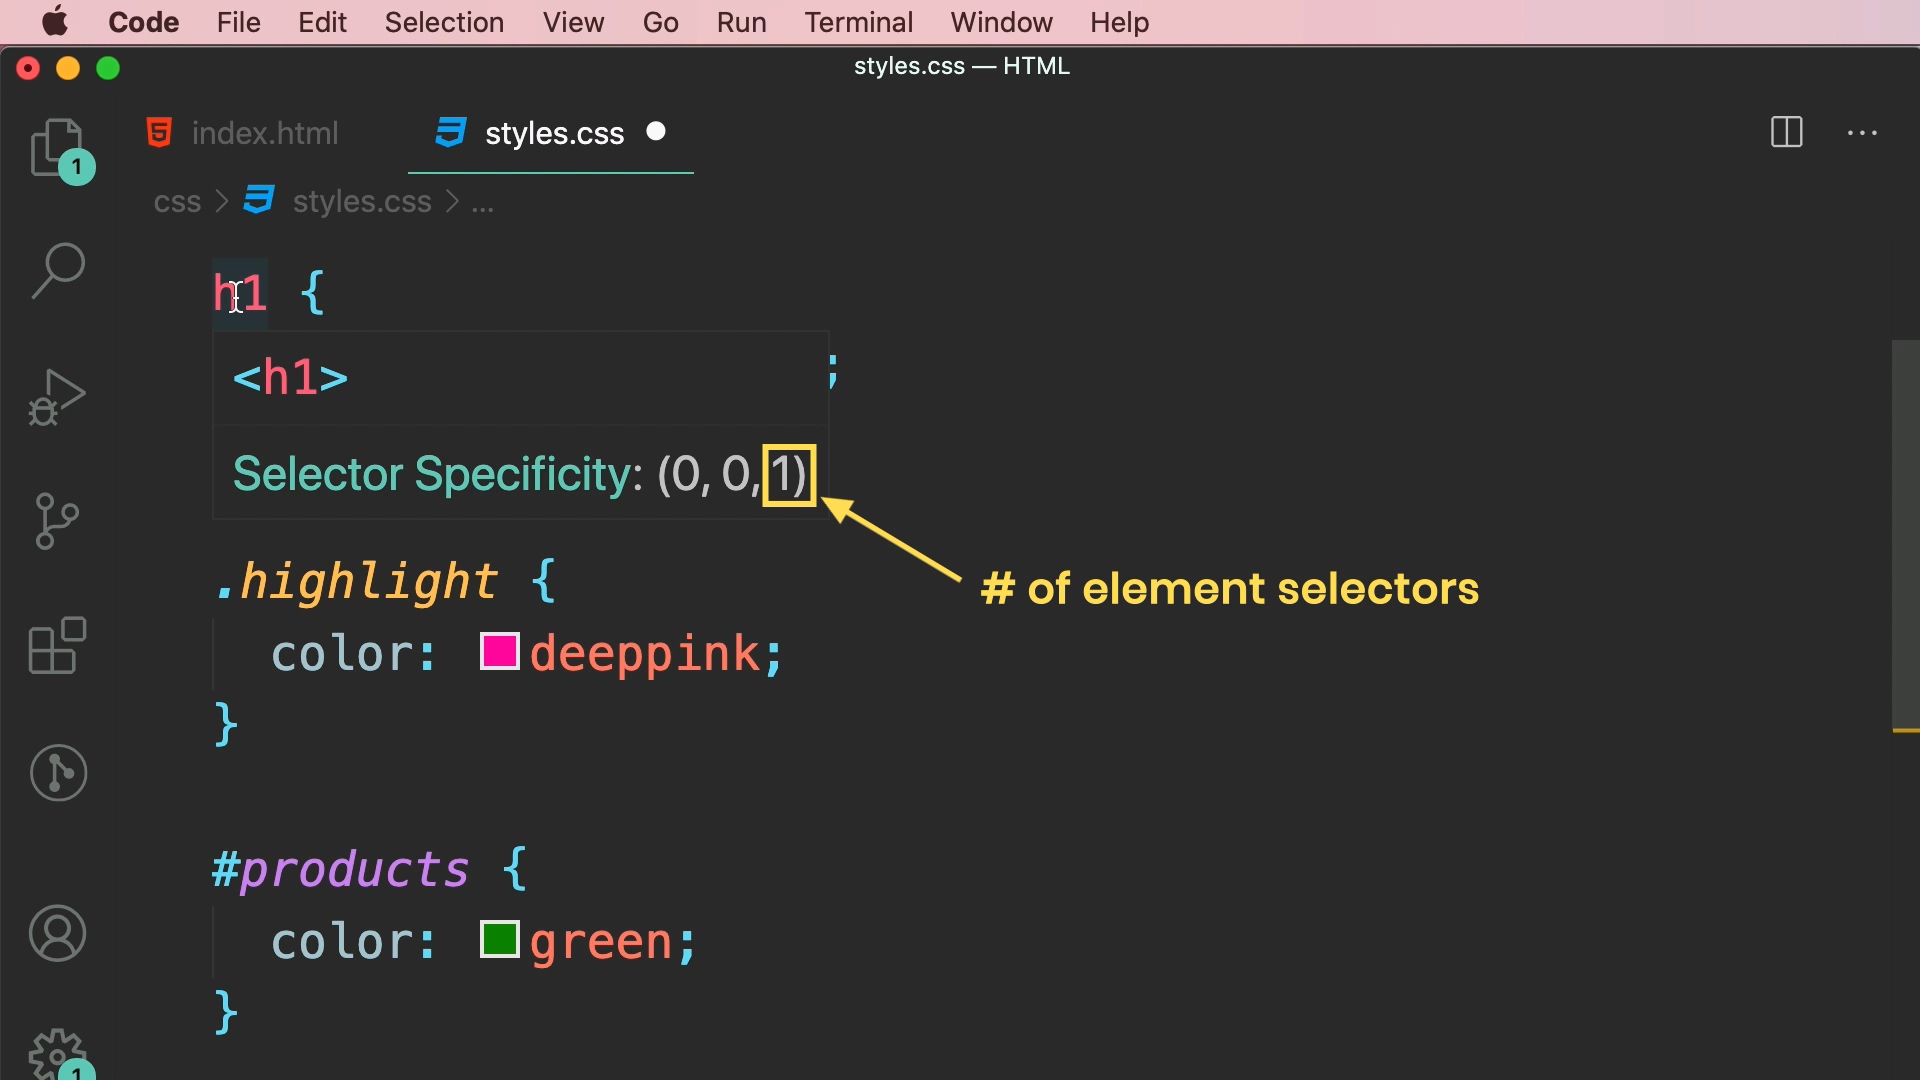 Code File Edit Selection View Go Run Terminal Window Help
styles.css — HTML
index.html styles.css
1
css > styles.css > ...
h1 {
<h1>
;
Selector Specificity: (0, 0, 1)
# of element selectors
.highlight {
color: deeppink;
}
#products {
color: green;
}
1